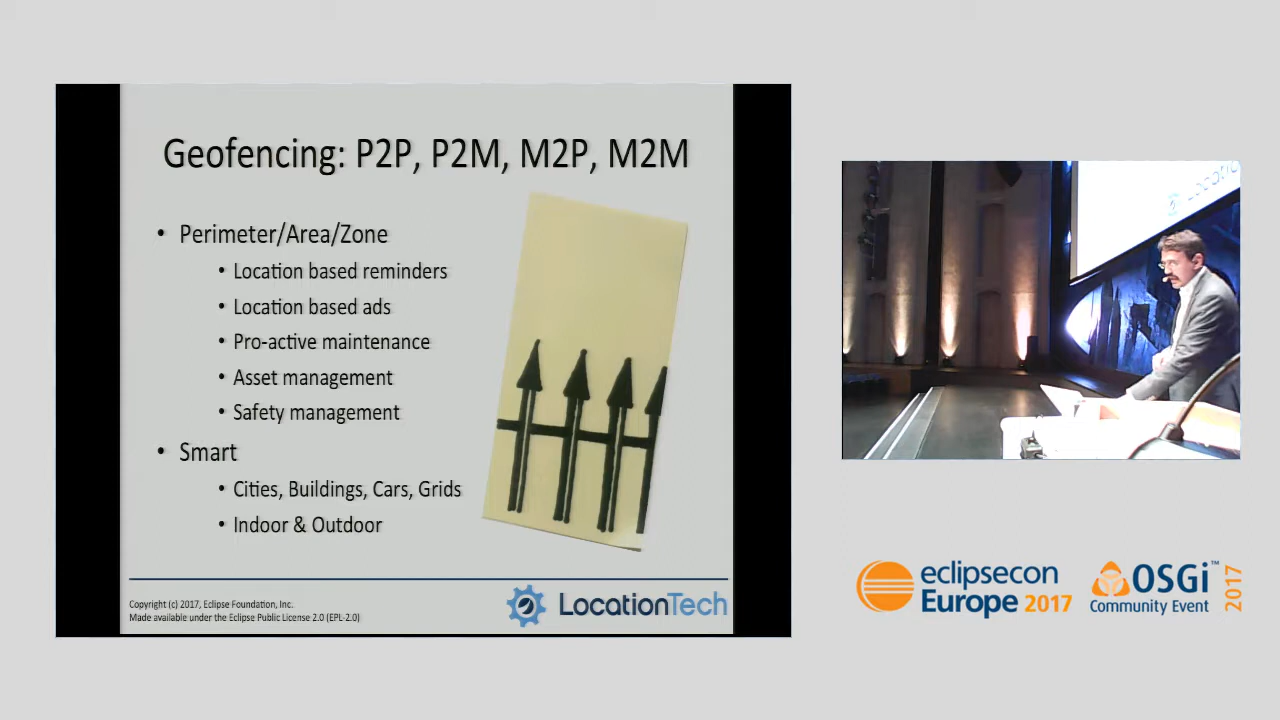 Geofencing: P2P, P2M, M2P, M2M
• Perimeter/Area/Zone
• Location based reminders
• Location based ads
• Pro-active maintenance
• Asset management
• Safety management
• Smart
• Cities, Buildings, Cars, Grids
• Indoor & Outdoor
Copyright (c) 2017, Eclipse Foundation, Inc.
Made available under the Eclipse Public License 2.0 (EPL-2.0)
LocationTech
eclipsecon
Europe 2017
OSGi™
Community Event
2017